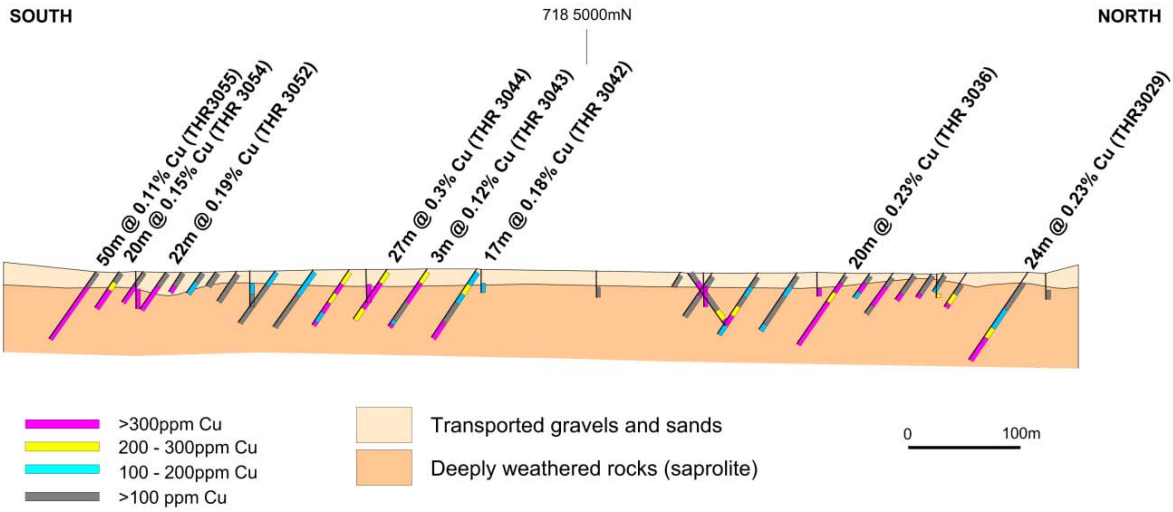 SOUTH
718 5000mN
NORTH
50m @ 0.11% Cu (THR3055)
20m @ 0.15% Cu (THR 3054)
22m @ 0.19% Cu (THR 3052)
27m @ 0.3% Cu (THR 3044)
3m @ 0.12% Cu (THR 3043)
17m @ 0.18% Cu (THR 3042)
20m @ 0.23% Cu (THR 3036)
24m @ 0.23% Cu (THR3029)
>300ppm Cu
200 - 300ppm Cu
100 - 200ppm Cu
>100 ppm Cu
Transported gravels and sands
Deeply weathered rocks (saprolite)
0 100m